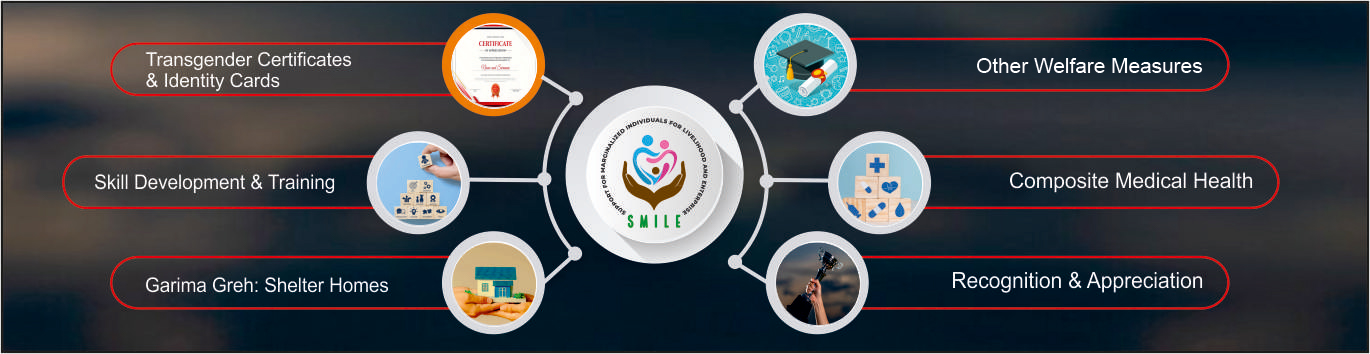 Transgender Certificates
& Identity Cards
Skill Development & Training
Garima Greh: Shelter Homes
CERTIFICATE
SUPPORT FOR MARGINALIZED INDIVIDUALS FOR LIVELIHOOD AND ENTERPRISE
SMILE
Other Welfare Measures
Composite Medical Health
Recognition & Appreciation